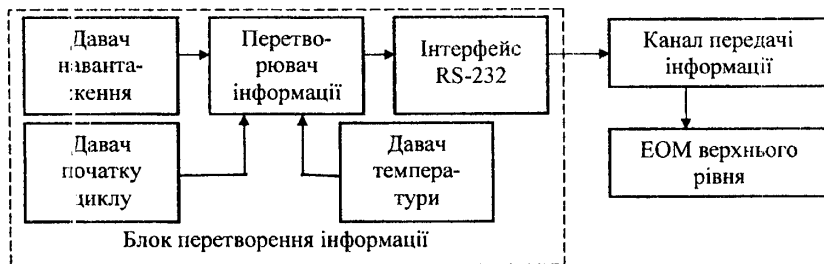 Давач
наванта-
ження
Перетво-
рювач
інформації
Інтерфейс
RS-232
Канал передачі
інформації
Давач
початку
циклу
Давач
темпера-
тури
ЕОМ верхнього
рівня
Блок перетворення інформації